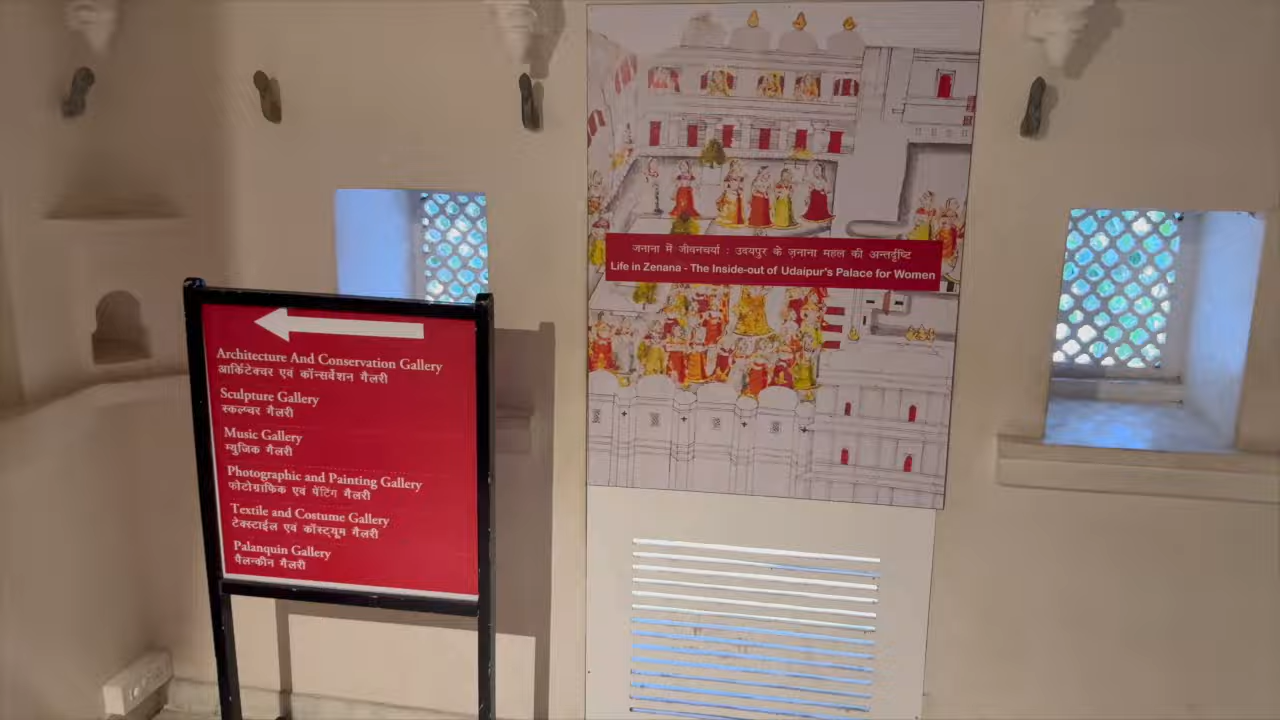 Architecture And Conservation Gallery
आर्किटेक्चर एवं कॉन्सर्वेशन गैलरी
Sculpture Gallery
स्कल्प्चर गैलरी
Music Gallery
म्युजिक गैलरी
Photographic and Painting Gallery
फोटोग्राफिक एवं पेंटिंग गैलरी
Textile and Costume Gallery
टेक्स्टाईल एवं कॉस्ट्यूम गैलरी
Palanquin Gallery
पैलन्कीन गैलरी
जनाना में जीवनचर्या : उदयपुर के ज़नाना महल की अन्तर्दृष्टि
Life in Zenana - The Inside-out of Udaipur's Palace for Women